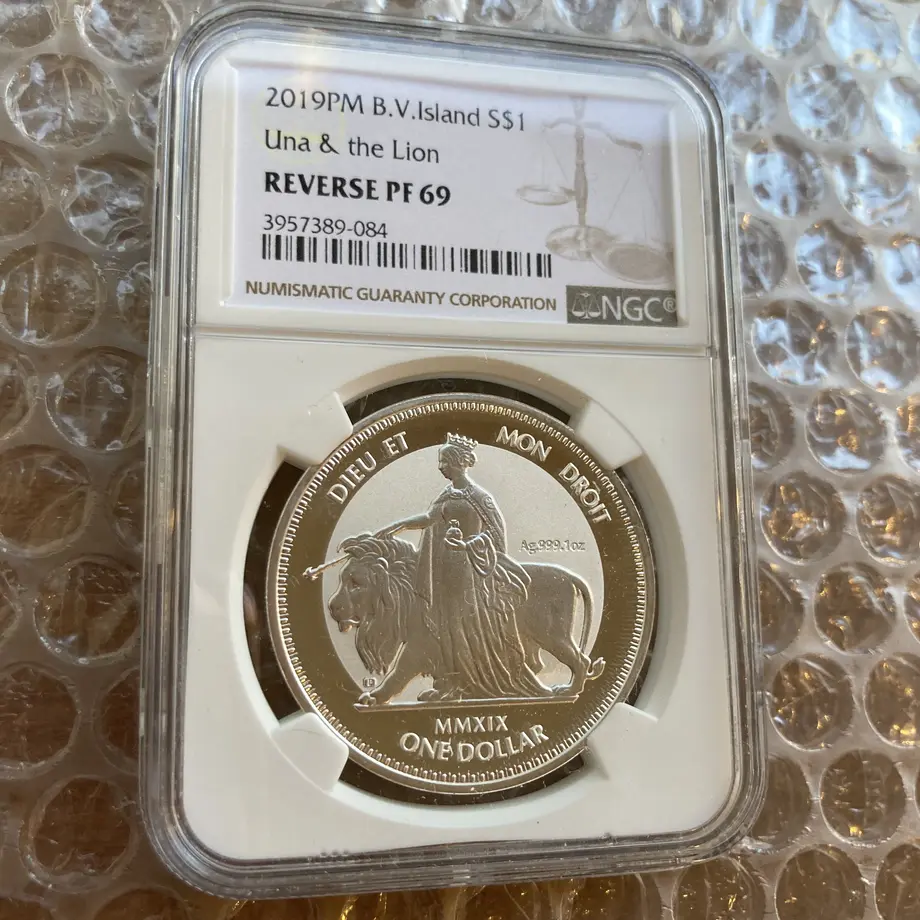 2019PM B.V.Island S$1
Una & the Lion
REVERSE PF 69
3957389-084
NUMISMATIC GUARANTY CORPORATION
NGC®
DIEU ET MON DROIT
Ag.999.1oz
MMXIX
ONE DOLLAR